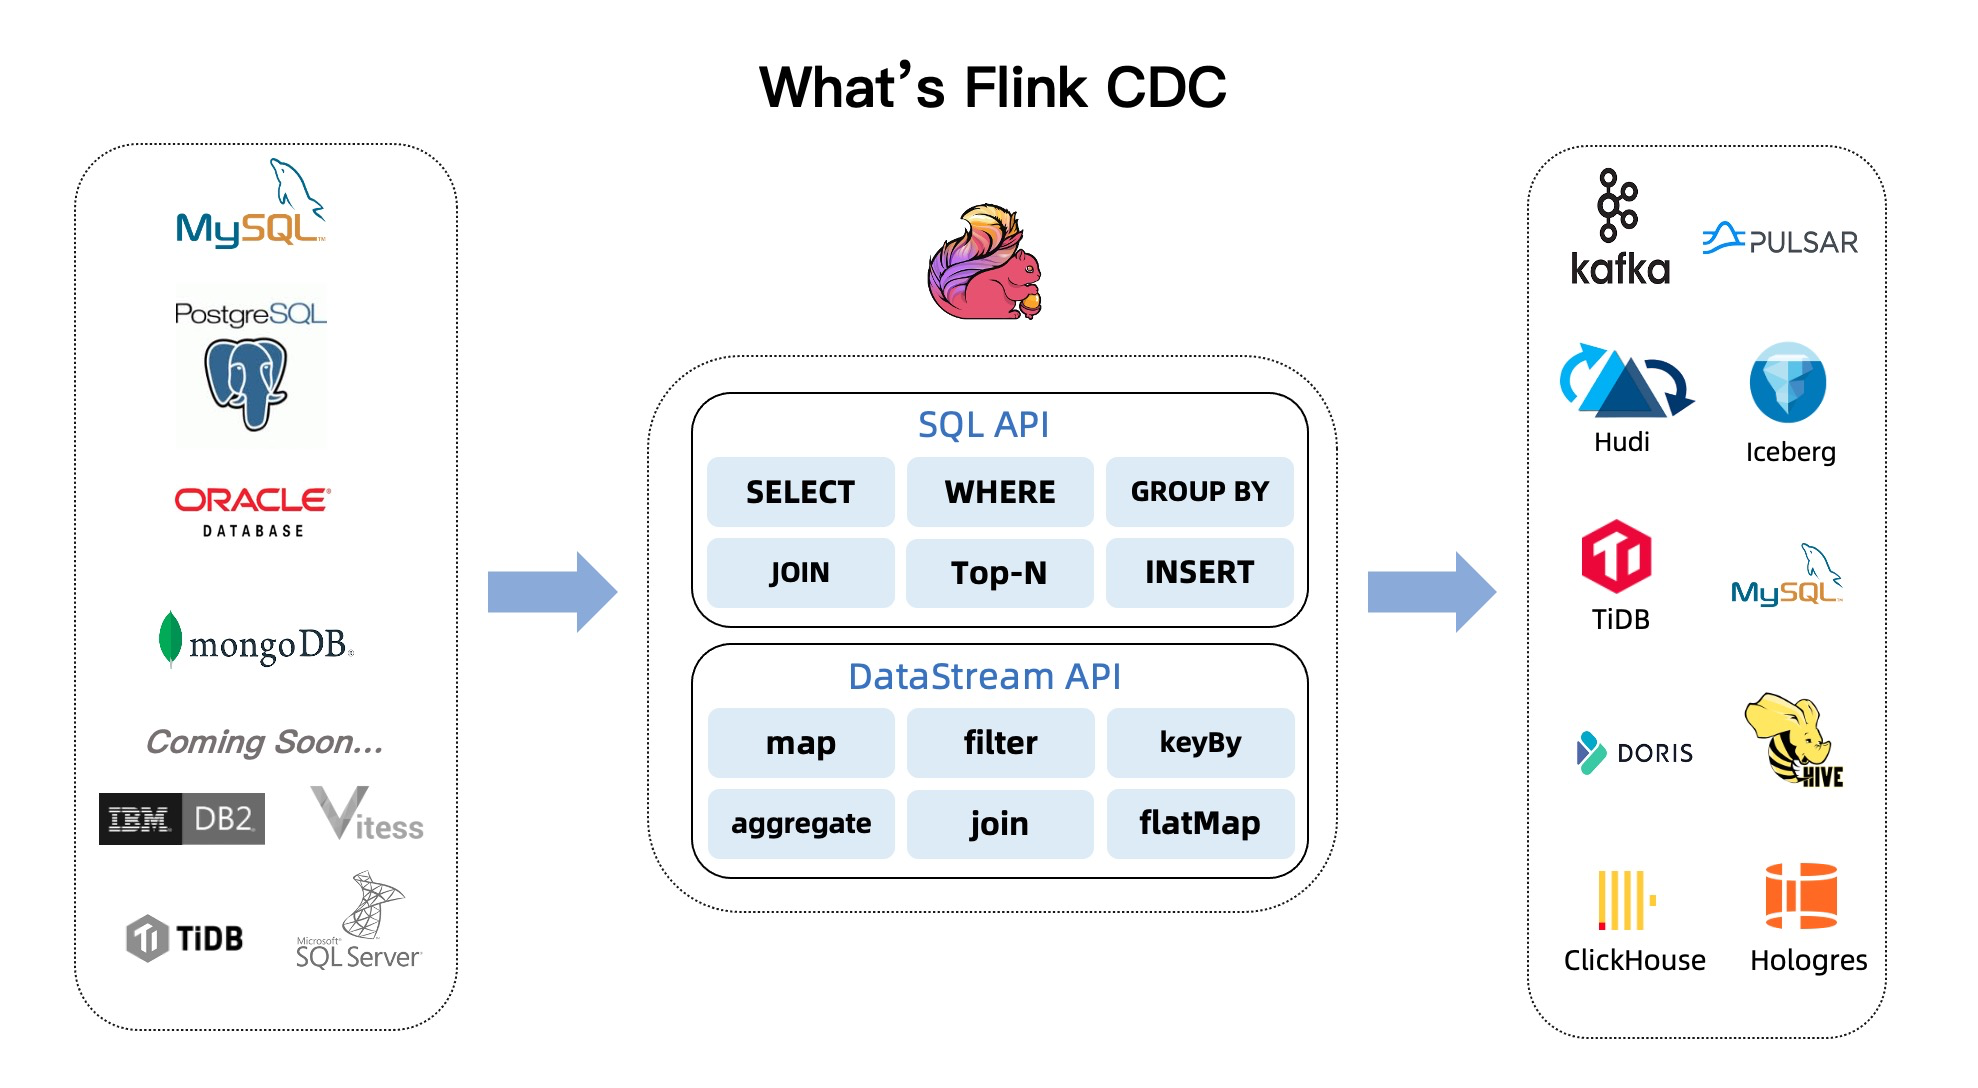 What's Flink CDC
MySQL™
PostgreSQL
ORACLE®
DATABASE
mongoDB®
Coming Soon...
IBM® DB2®
Vitess
TiDB
Microsoft®
SQL Server®
SQL API
SELECT
WHERE
GROUP BY
JOIN
Top-N
INSERT
DataStream API
map
filter
keyBy
aggregate
join
flatMap
kafka
PULSAR
Hudi
Iceberg
TiDB
MySQL™
DORIS
HIVE
ClickHouse
Hologres